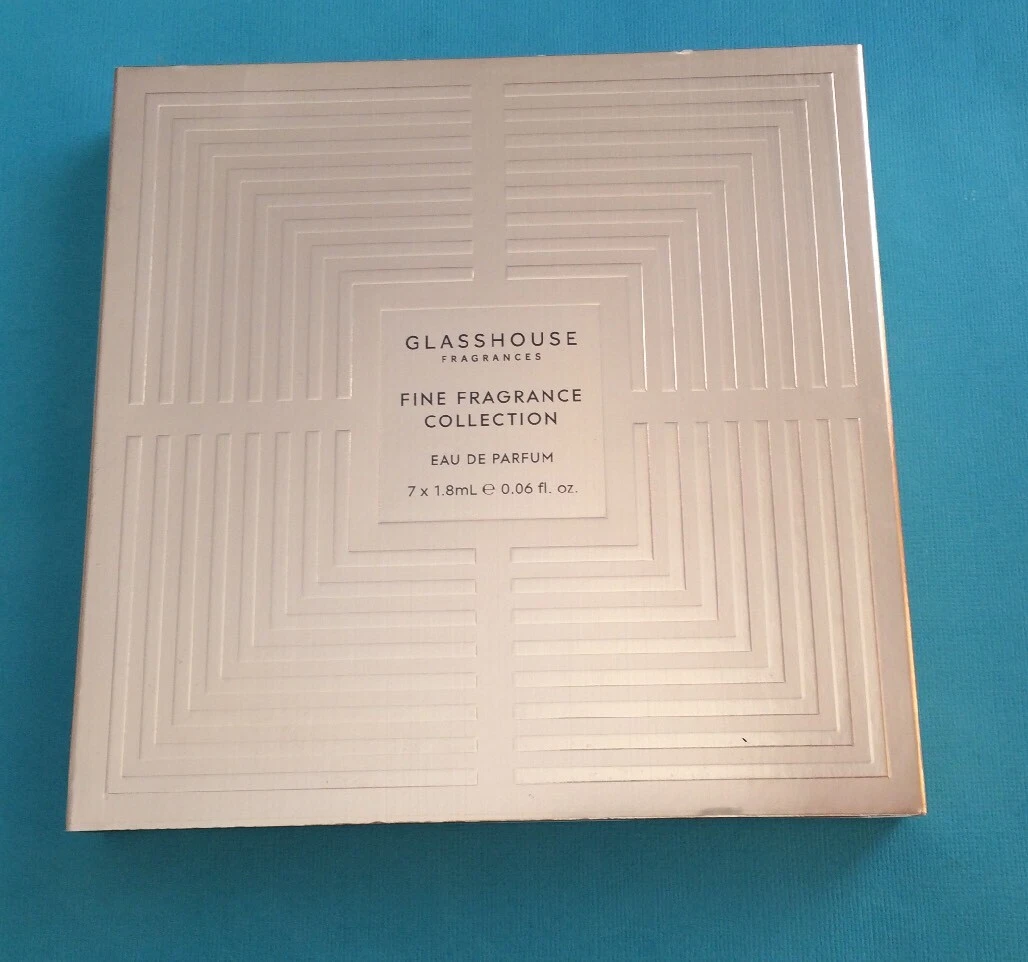 GLASSHOUSE
FRAGRANCES
FINE FRAGRANCE
COLLECTION
EAU DE PARFUM
7 x 1.8mL ℮ 0.06 fl. oz.